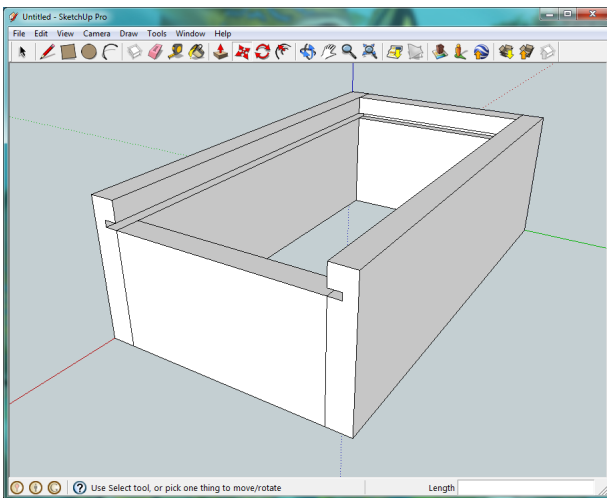 Untitled - SketchUp Pro
File Edit View Camera Draw Tools Window Help
Use Select tool, or pick one thing to move/rotate
Length